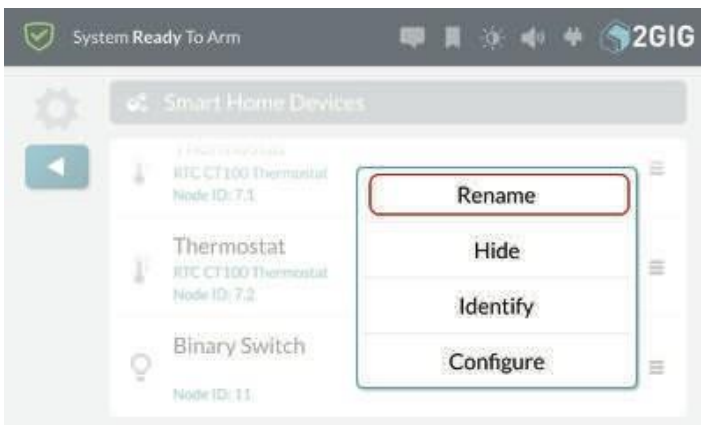 System Ready To Arm
2GIG
Smart Home Devices
Thermostat
RTC CT100 Thermostat
Node ID: 7.1
Thermostat
RTC CT100 Thermostat
Node ID: 7.2
Binary Switch
Node ID: 11
Rename
Hide
Identify
Configure